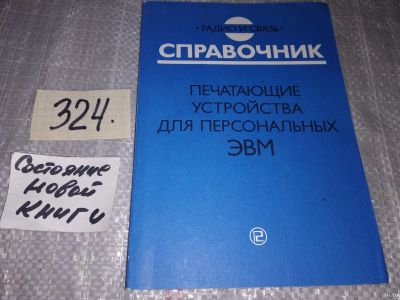 • РАДИО И СВЯЗЬ •
СПРАВОЧНИК
ПЕЧАТАЮЩИЕ
УСТРОЙСТВА
ДЛЯ ПЕРСОНАЛЬНЫХ
ЭВМ
324.
Состояние
новой
книги